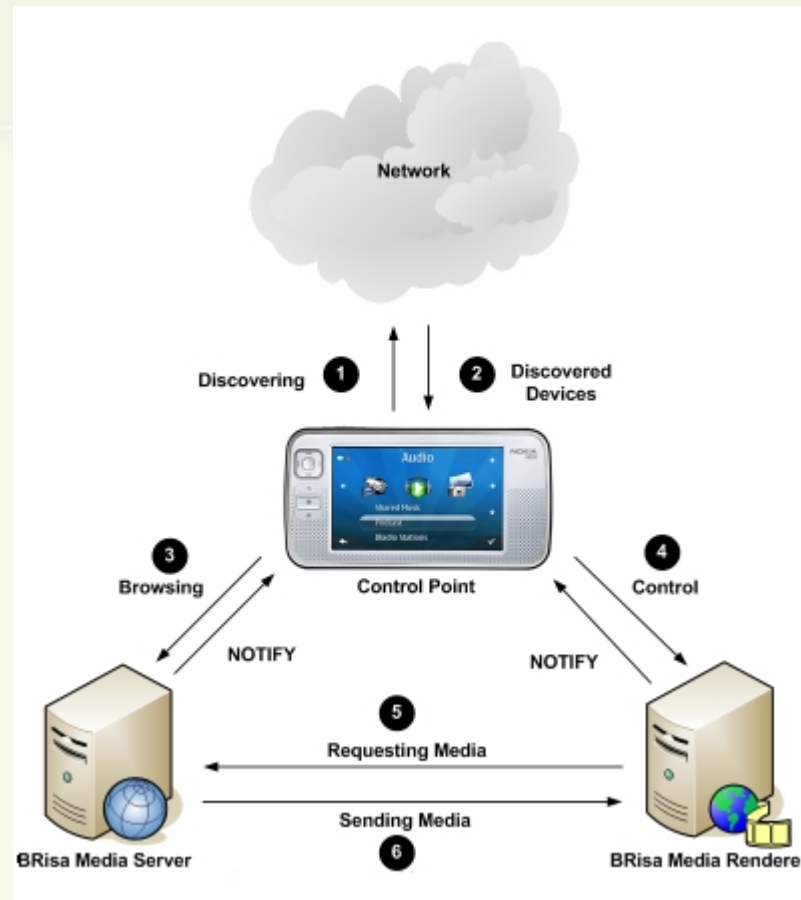 Network
Discovering
1
2
Discovered
Devices
Audio
NOKIA
Shared Music
Podcast
Radio Stations
3
Browsing
Control Point
4
Control
NOTIFY
NOTIFY
5
Requesting Media
Sending Media
6
BRisa Media Server
BRisa Media Rendere